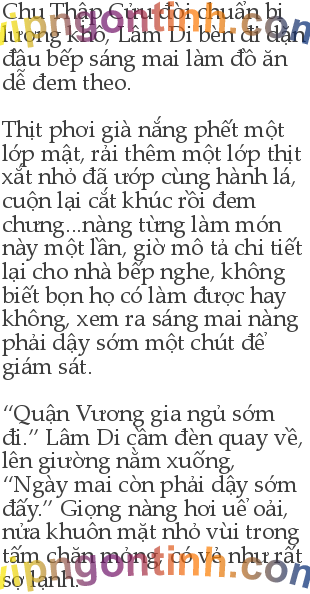 Chu Thập Cửu đòi chuẩn bị
lương khô, Lâm Di bèn đi dặn
đầu bếp sáng mai làm đồ ăn
dễ đem theo.
Thịt phơi già nắng phết một
lớp mật, rải thêm một lớp thịt
xắt nhỏ đã ướp cùng hành lá,
cuộn lại cắt khúc rồi đem
chưng...nàng từng làm món
này một lần, giờ mô tả chi tiết
lại cho nhà bếp nghe, không
biết bọn họ có làm được hay
không, xem ra sáng mai nàng
phải dậy sớm một chút để
giám sát.
“Quận Vương gia ngủ sớm
đi.” Lâm Di cầm đèn quay về,
lên giường nằm xuống,
“Ngày mai còn phải dậy sớm
đấy.” Giọng nàng hơi uể oải,
nửa khuôn mặt nhỏ vùi trong
tấm chăn mỏng, có vẻ như rất
sợ lạnh.